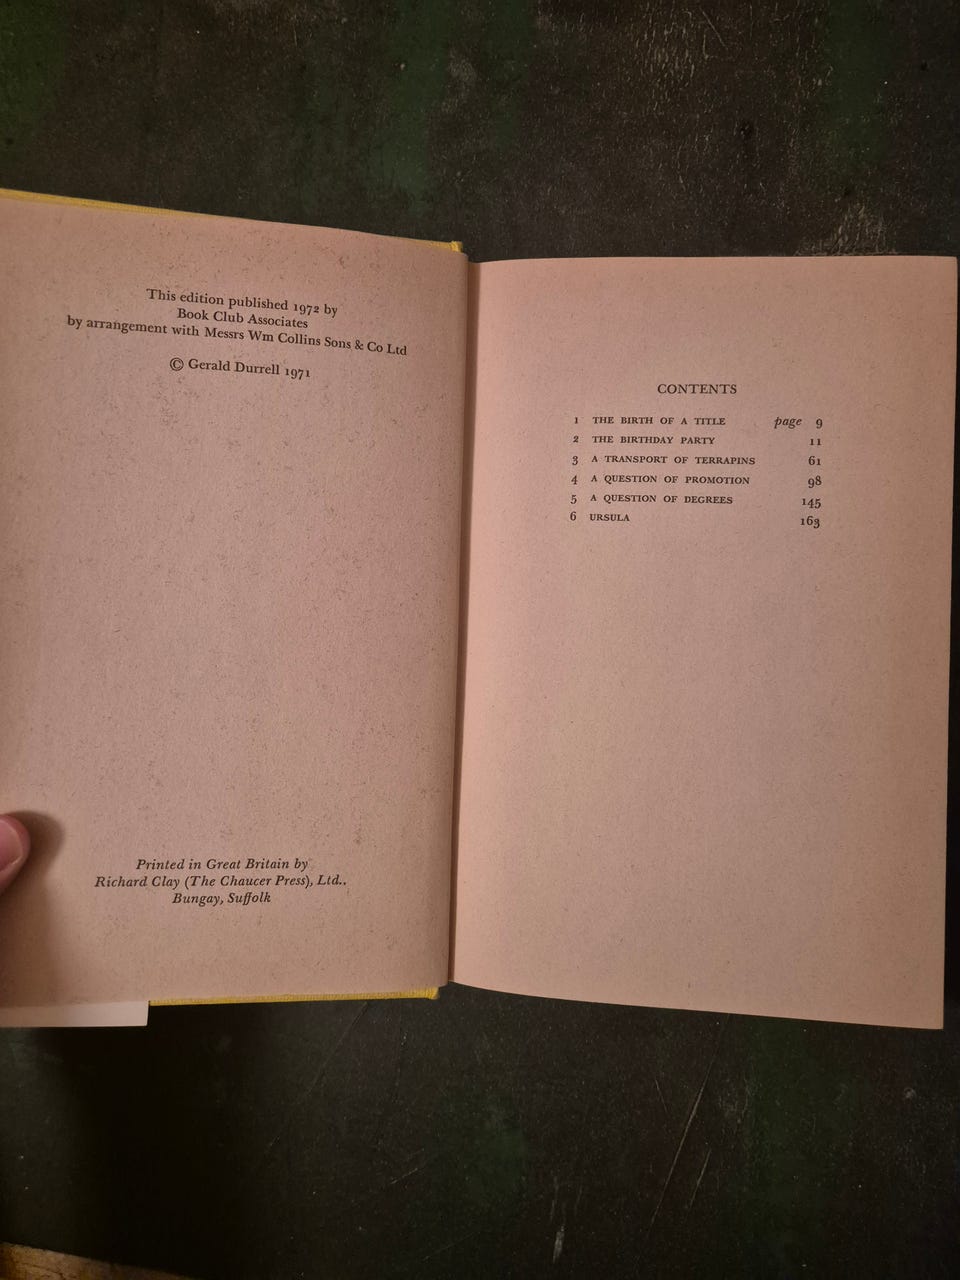 This edition published 1972 by
Book Club Associates
by arrangement with Messrs Wm Collins Sons & Co Ltd
© Gerald Durrell 1971
Printed in Great Britain by
Richard Clay (The Chaucer Press), Ltd.,
Bungay, Suffolk
CONTENTS
1 THE BIRTH OF A TITLE page 9
2 THE BIRTHDAY PARTY 11
3 A TRANSPORT OF TERRAPINS 61
4 A QUESTION OF PROMOTION 98
5 A QUESTION OF DEGREES 145
6 URSULA 163